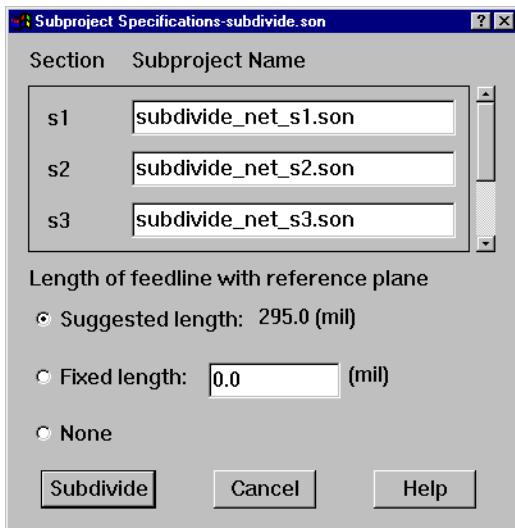 Subproject Specifications-subdivide.son
Section Subproject Name
s1 subdivide_net_s1.son
s2 subdivide_net_s2.son
s3 subdivide_net_s3.son
Length of feedline with reference plane
Suggested length: 295.0 (mil)
Fixed length: 0.0 (mil)
None
Subdivide Cancel Help